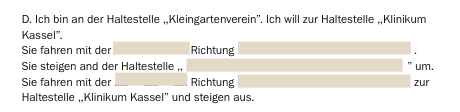 D. Ich bin an der Haltestelle „Kleingartenverein”. Ich will zur Haltestelle „Klinikum
Kassel”.
Sie fahren mit der Richtung .
Sie steigen and der Haltestelle „ ” um.
Sie fahren mit der Richtung zur
Haltestelle „Klinikum Kassel” und steigen aus.